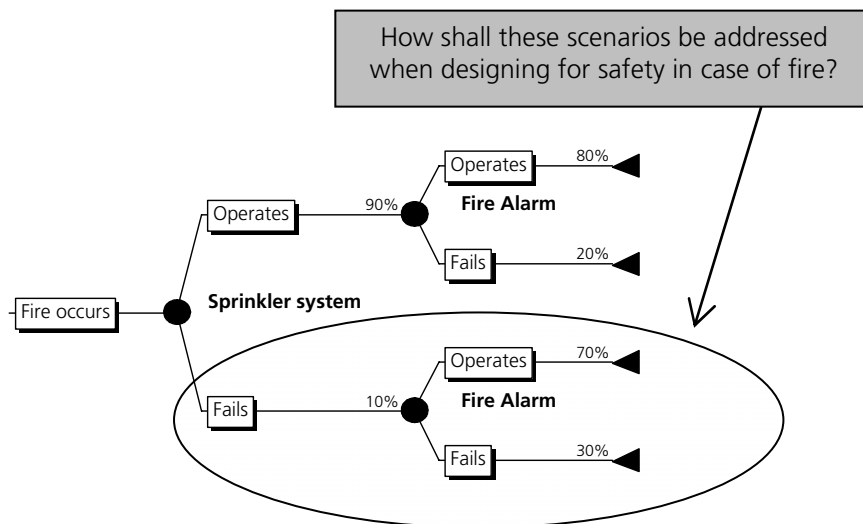 How shall these scenarios be addressed
when designing for safety in case of fire?
Operates 80%
Operates 90% Fire Alarm
Fails 20%
Fire occurs Sprinkler system
Operates 70%
Fails 10% Fire Alarm
Fails 30%